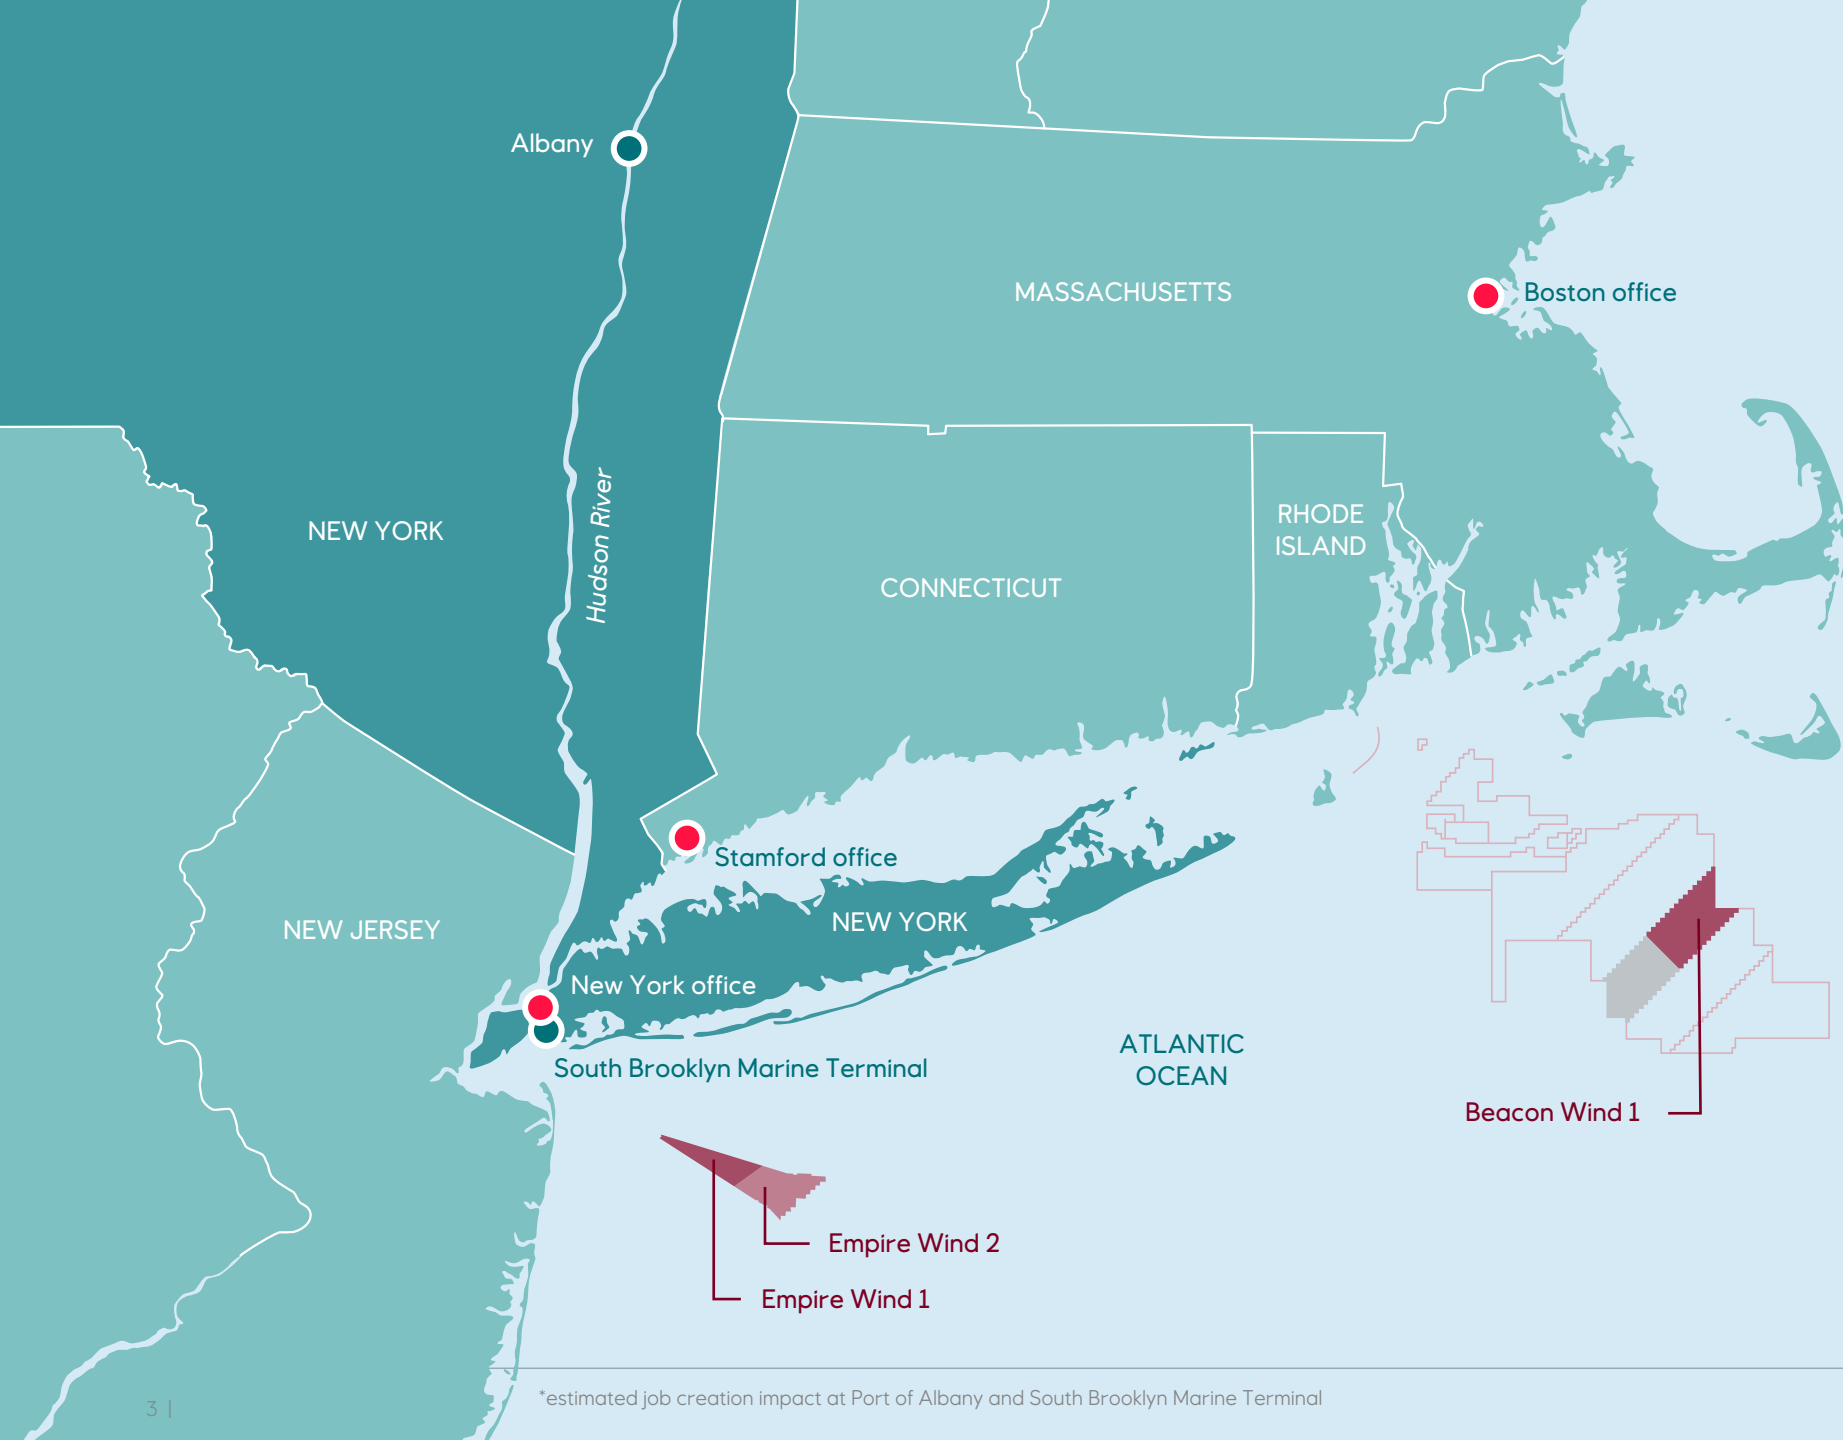 Albany
MASSACHUSETTS
Boston office
Hudson River
NEW YORK
RHODE
ISLAND
CONNECTICUT
Stamford office
NEW YORK
NEW JERSEY
New York office
South Brooklyn Marine Terminal
ATLANTIC
OCEAN
Beacon Wind 1
Empire Wind 2
Empire Wind 1
*estimated job creation impact at Port of Albany and South Brooklyn Marine Terminal
3 |